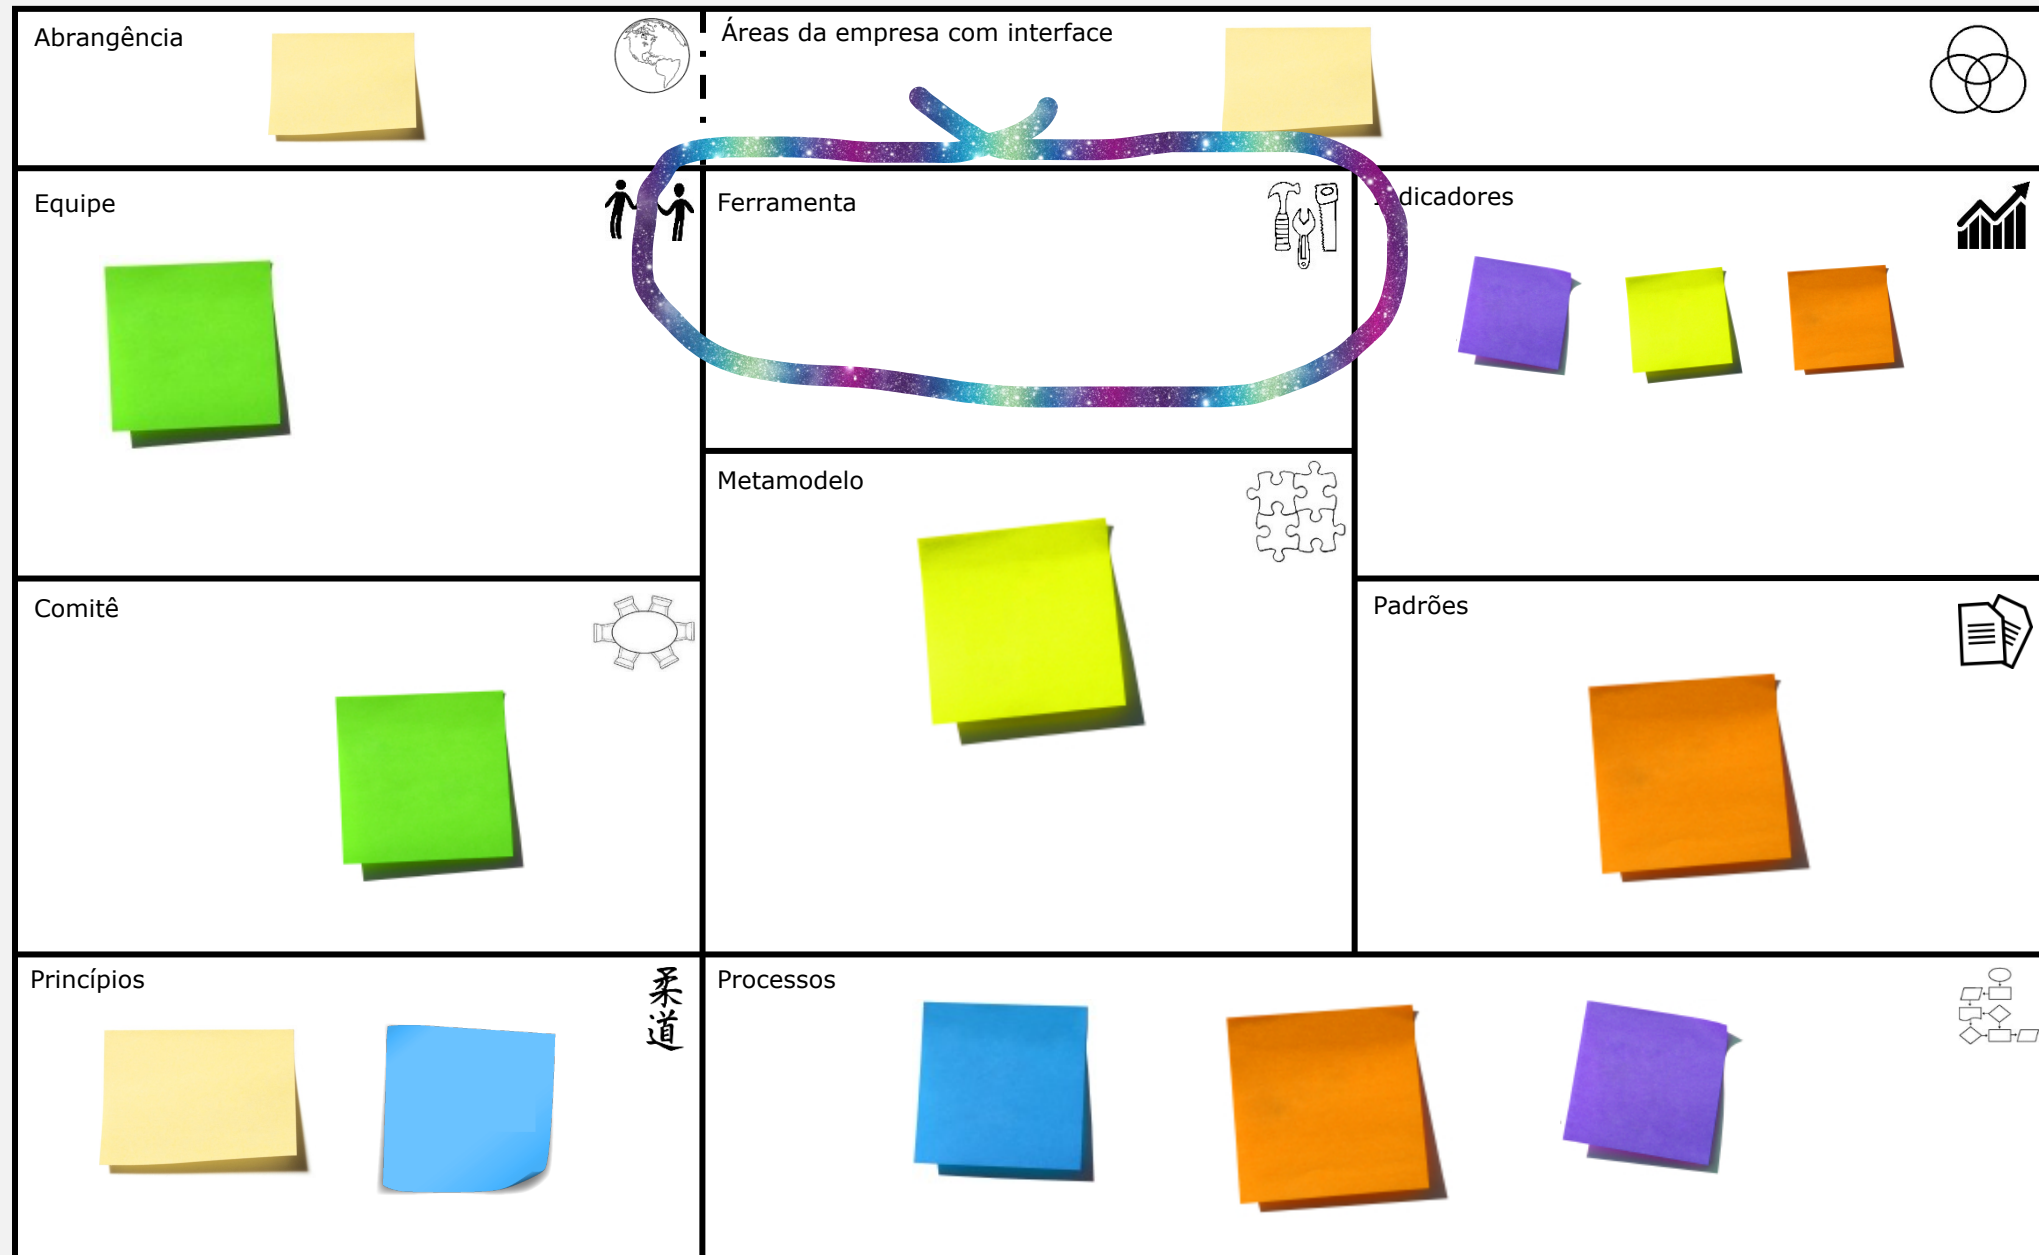 Abrangência
Áreas da empresa com interface
Equipe
Ferramenta
dicadores
Metamodelo
Comitê
Padrões
Princípios
柔道
Processos